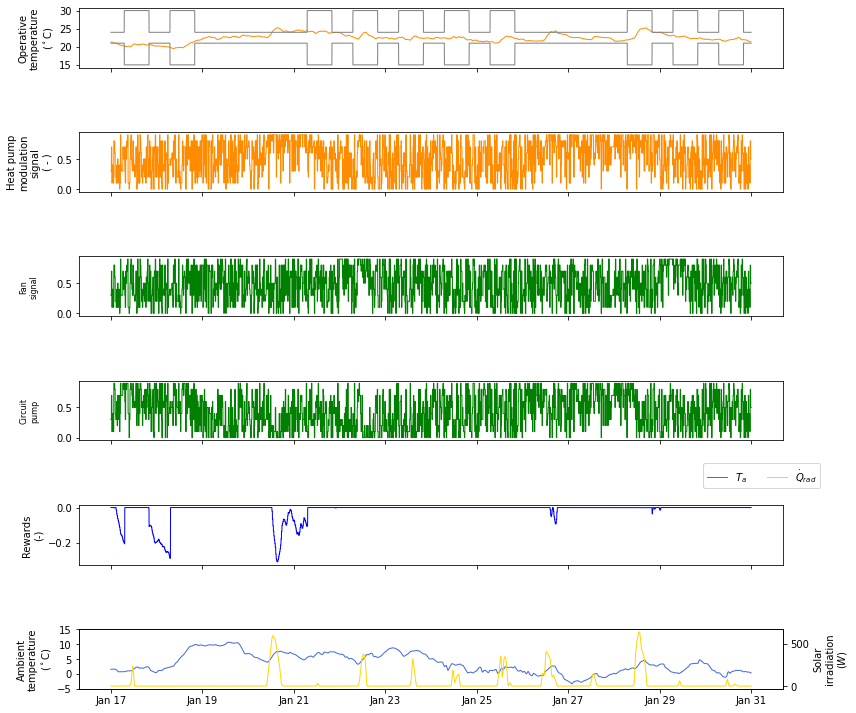 Operative
temperature
(°C)
30
25
20
15
Heat pump
modulation
signal
( - )
0.5
0.0
Fan
signal
0.5
0.0
Circuit
pump
0.5
0.0
T_a
Q̇_rad
Rewards
(-)
0.0
−0.2
Ambient
temperature
(°C)
15
10
5
0
−5
Solar
irradiation
(W)
500
0
Jan 17 Jan 19 Jan 21 Jan 23 Jan 25 Jan 27 Jan 29 Jan 31